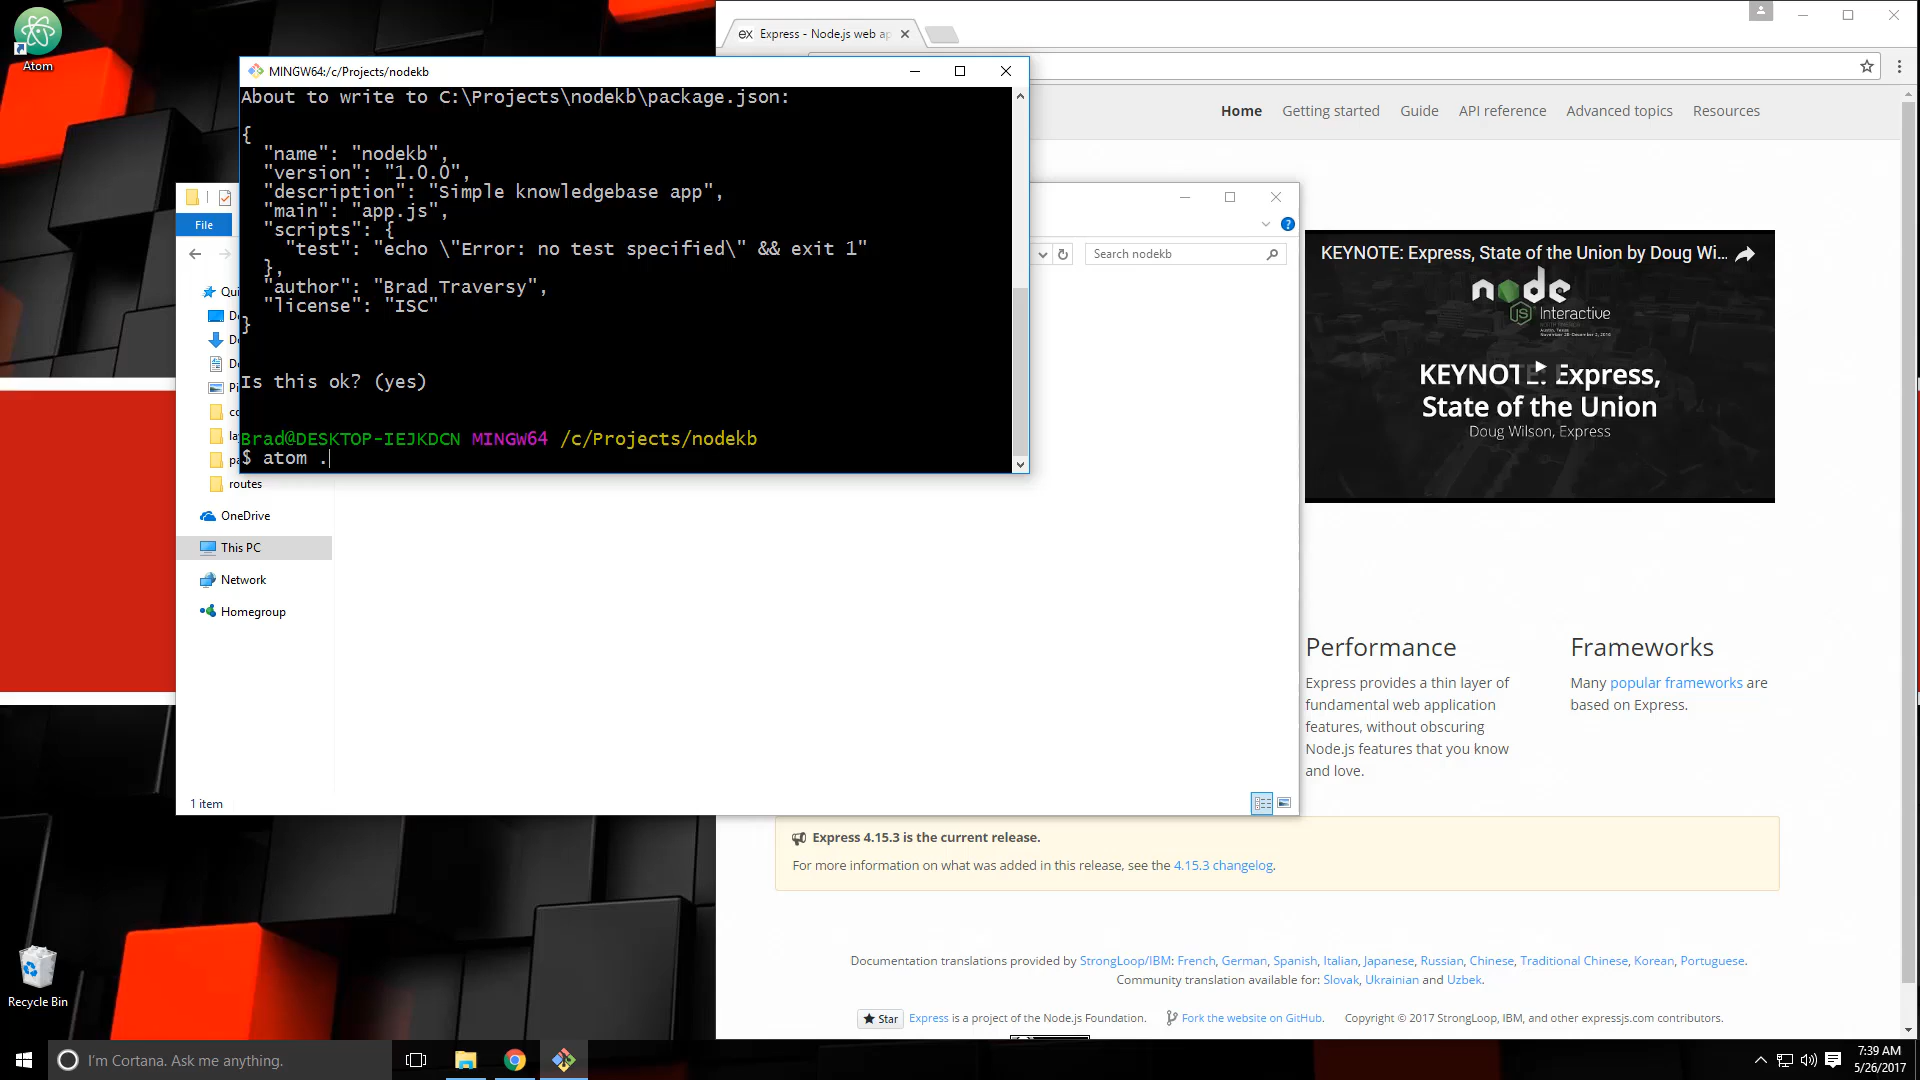 Atom
Express - Node.js web ap
MINGW64:/c/Projects/nodekb
About to write to C:\Projects\nodekb\package.json:
{
"name": "nodekb",
"version": "1.0.0",
"description": "Simple knowledgebase app",
"main": "app.js",
"scripts": {
"test": "echo \"Error: no test specified\" && exit 1"
},
"author": "Brad Traversy",
"license": "ISC"
}
Is this ok? (yes)
Brad@DESKTOP-IEJKDCN MINGW64 /c/Projects/nodekb
$ atom .
Home Getting started Guide API reference Advanced topics Resources
File
Search nodekb
Qui
routes
OneDrive
This PC
Network
Homegroup
1 item
KEYNOTE: Express, State of the Union by Doug Wi...
node
JS Interactive
KEYNOTE: Express,
State of the Union
Doug Wilson, Express
Performance
Express provides a thin layer of
fundamental web application
features, without obscuring
Node.js features that you know
and love.
Frameworks
Many popular frameworks are
based on Express.
Express 4.15.3 is the current release.
For more information on what was added in this release, see the 4.15.3 changelog.
Documentation translations provided by StrongLoop/IBM: French, German, Spanish, Italian, Japanese, Russian, Chinese, Traditional Chinese, Korean, Portuguese.
Community translation available for: Slovak, Ukrainian and Uzbek.
Star Express is a project of the Node.js Foundation. Fork the website on GitHub. Copyright © 2017 StrongLoop, IBM, and other expressjs.com contributors.
Recycle Bin
I'm Cortana. Ask me anything.
7:39 AM
5/26/2017